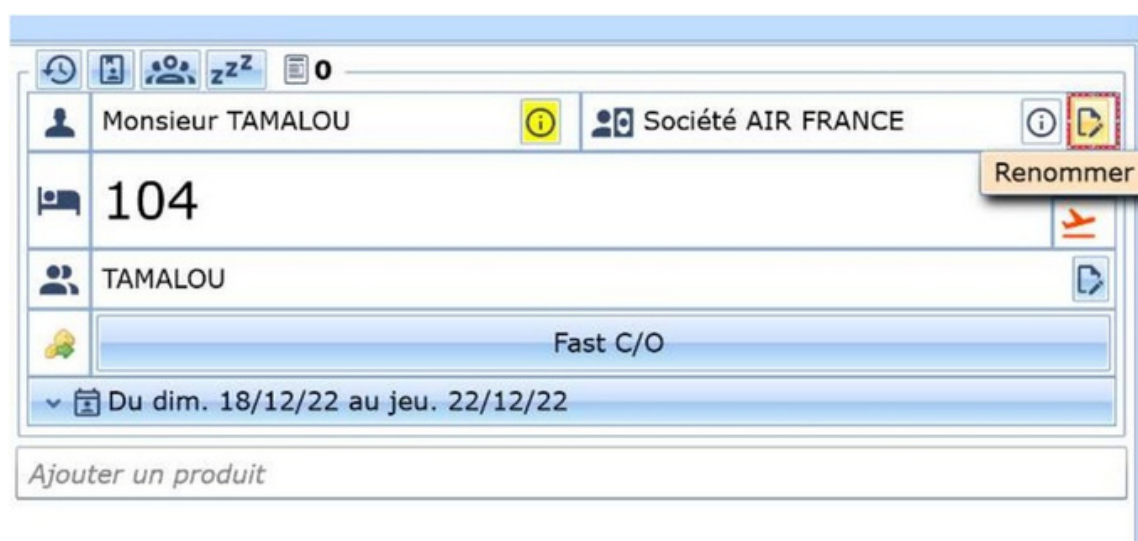 zzZ 0
Monsieur TAMALOU Société AIR FRANCE
Renommer
104
TAMALOU
Fast C/O
Du dim. 18/12/22 au jeu. 22/12/22
Ajouter un produit